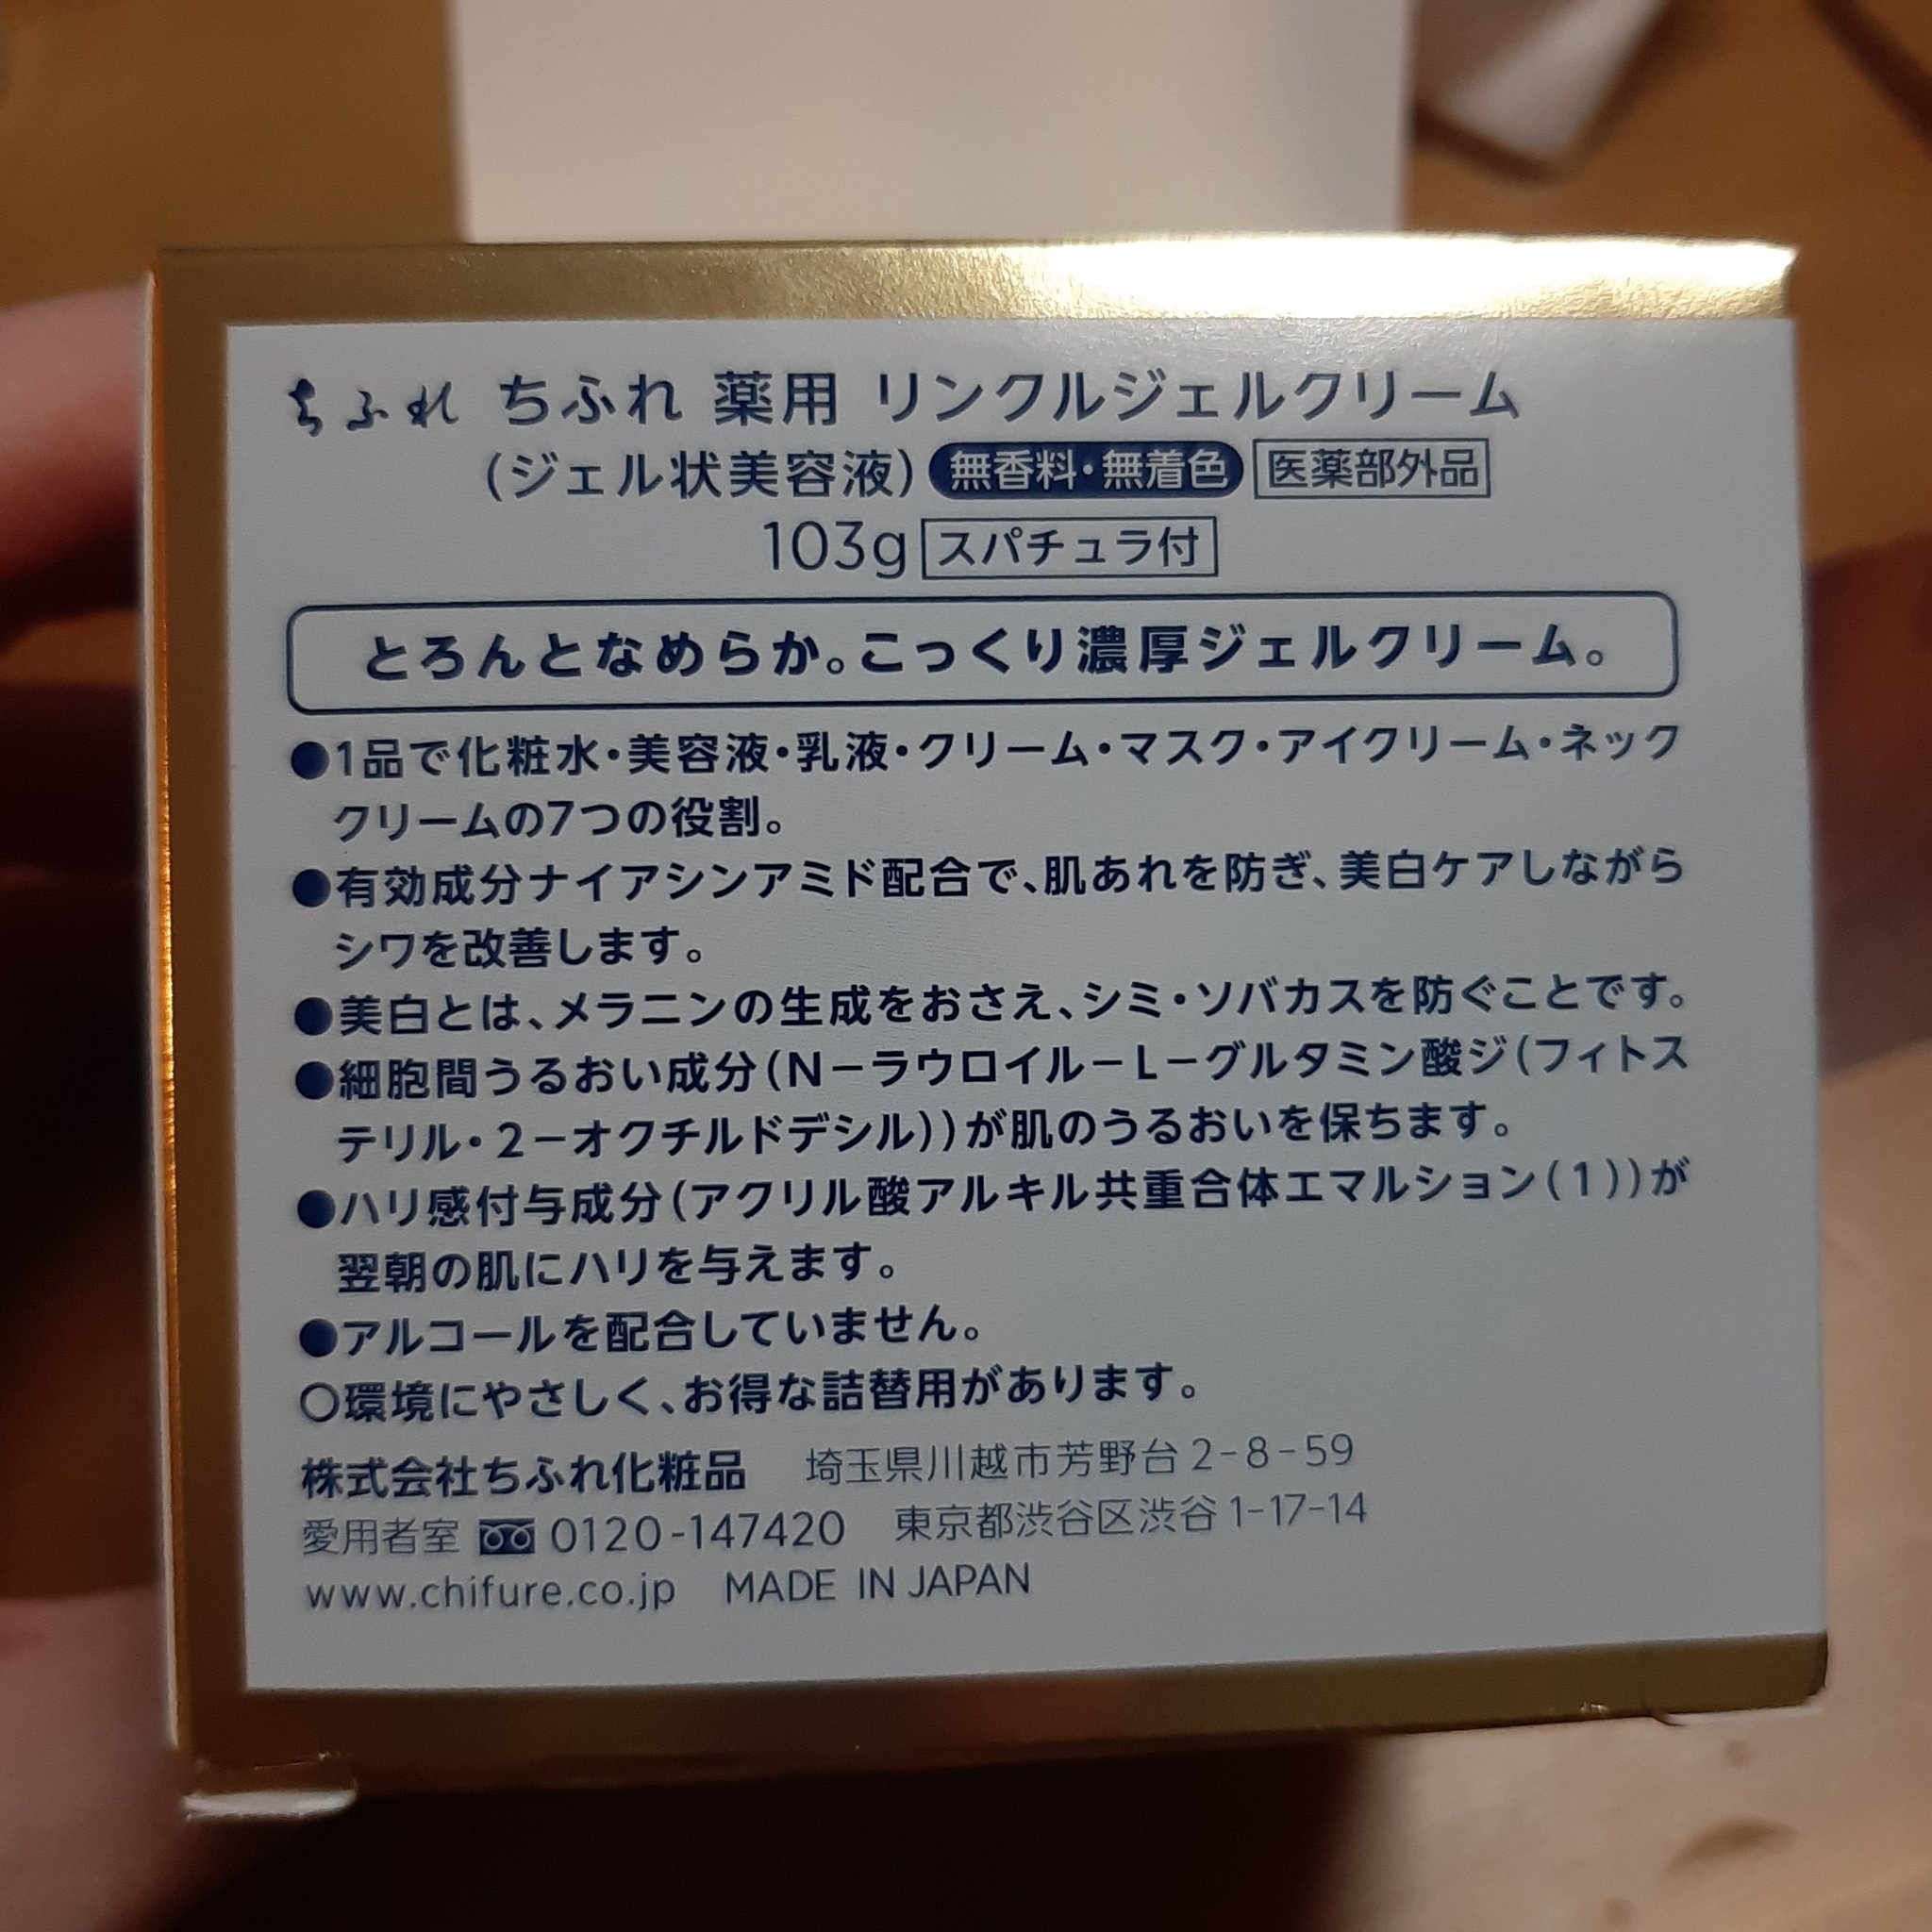 ちふれ ちふれ 薬用 リンクルジェルクリーム
(ジェル状美容液) 無香料・無着色 医薬部外品
103g スパチュラ付
とろんとなめらか。こっくり濃厚ジェルクリーム。
●1品で化粧水・美容液・乳液・クリーム・マスク・アイクリーム・ネック
クリームの7つの役割。
●有効成分ナイアシンアミド配合で、肌あれを防ぎ、美白ケアしながら
シワを改善します。
●美白とは、メラニンの生成をおさえ、シミ・ソバカスを防ぐことです。
●細胞間うるおい成分(N－ラウロイル－L－グルタミン酸ジ(フィトス
テリル・2－オクチルドデシル))が肌のうるおいを保ちます。
●ハリ感付与成分(アクリル酸アルキル共重合体エマルション(1))が
翌朝の肌にハリを与えます。
●アルコールを配合していません。
○環境にやさしく、お得な詰替用があります。
株式会社ちふれ化粧品 埼玉県川越市芳野台2-8-59
愛用者室 0120-147420 東京都渋谷区渋谷1-17-14
www.chifure.co.jp MADE IN JAPAN